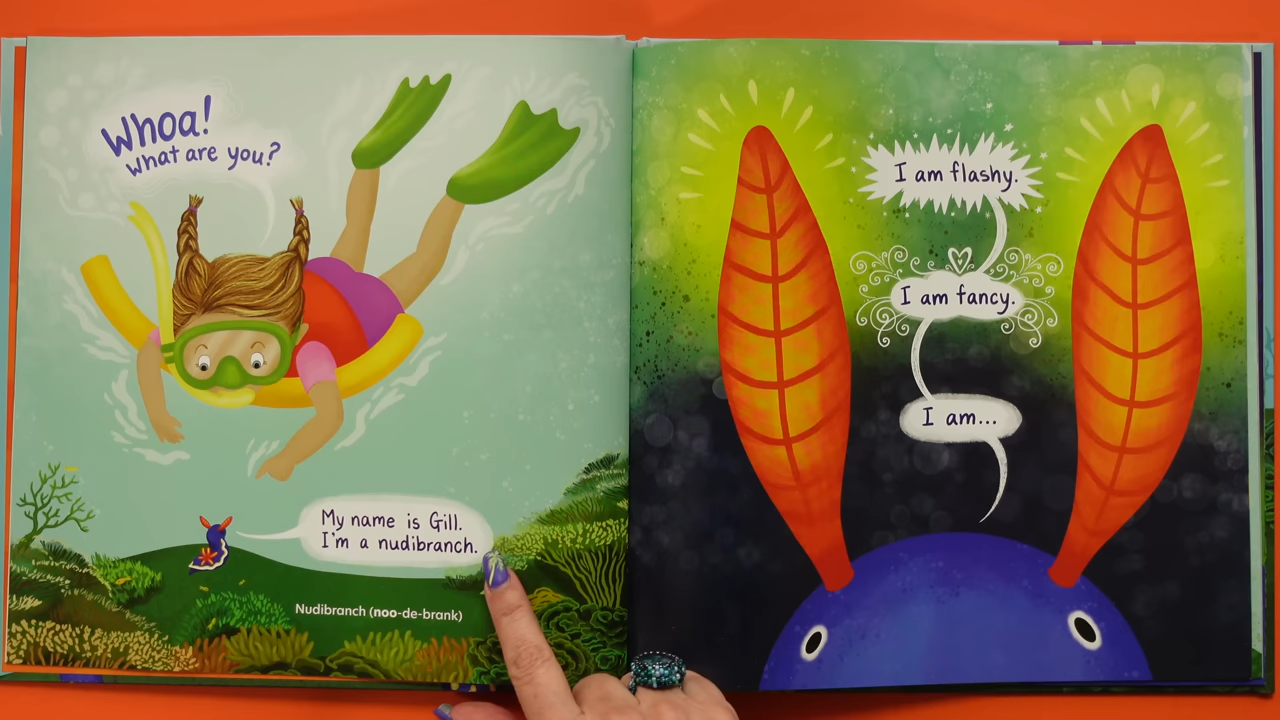 Whoa!
What are you?
My name is Gill.
I'm a nudibranch.
Nudibranch (noo-de-brank)
I am flashy.
I am fancy.
I am...